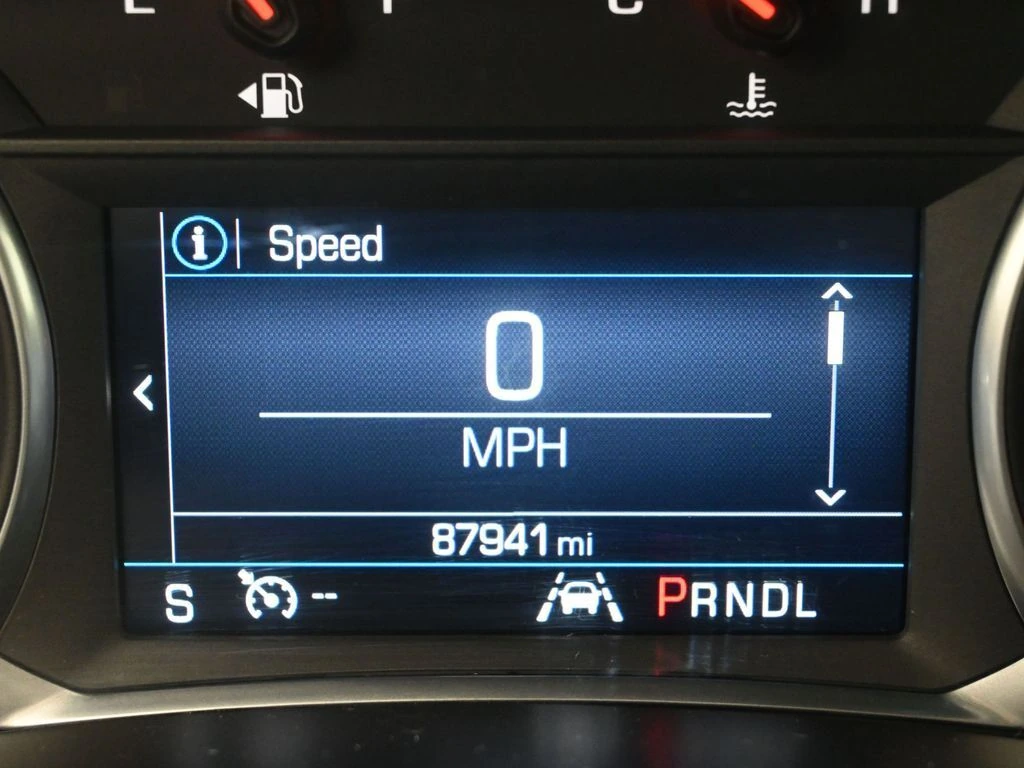 Speed
0
MPH
87941 mi
S -- PRNDL